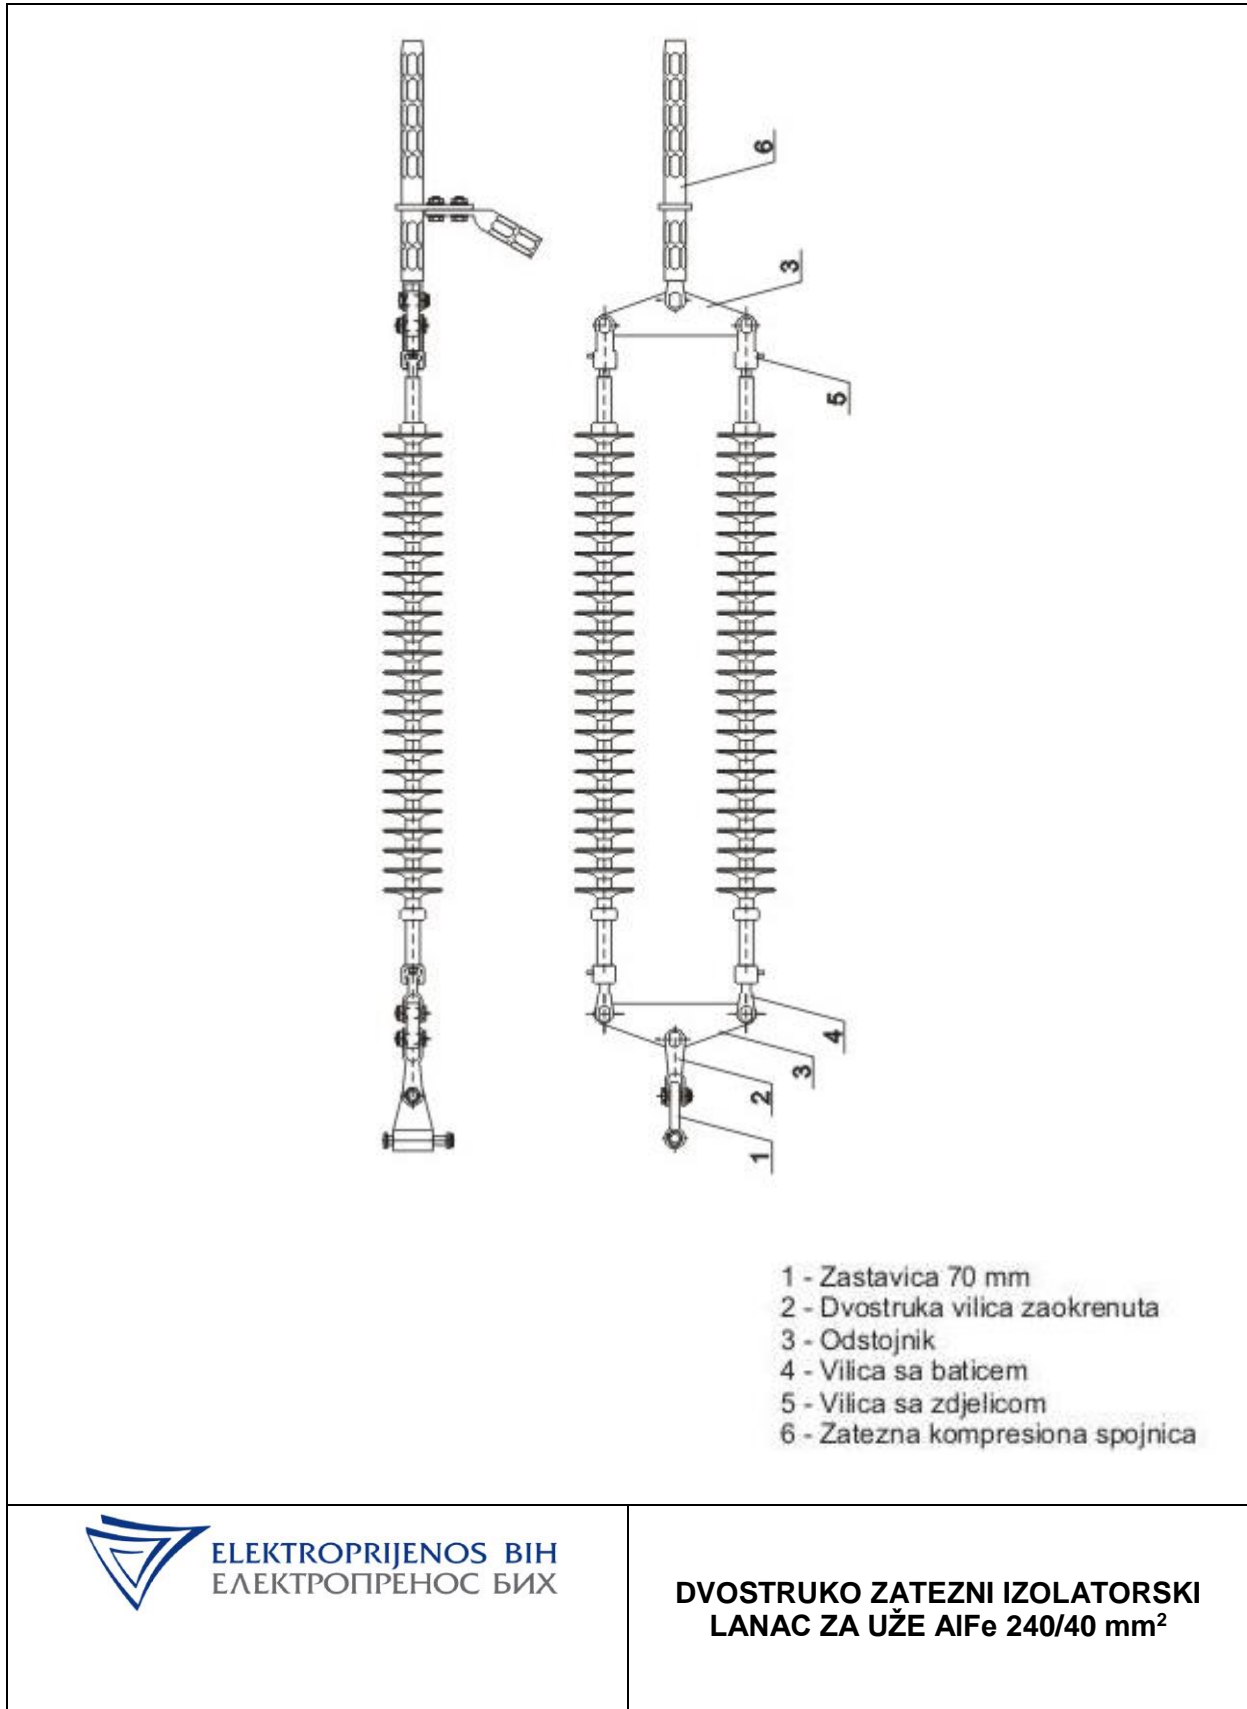 6
3
5
4
3
2
1
1 - Zastavica 70 mm
2 - Dvostruka vilica zaokrenuta
3 - Odstojnik
4 - Vilica sa baticem
5 - Vilica sa zdjelicom
6 - Zatezna kompresiona spojnica
ELEKTROPRIJENOS BIH
ЕЛЕКТРОПРЕНОС БИХ
DVOSTRUKO ZATEZNI IZOLATORSKI
LANAC ZA UŽE AlFe 240/40 mm²